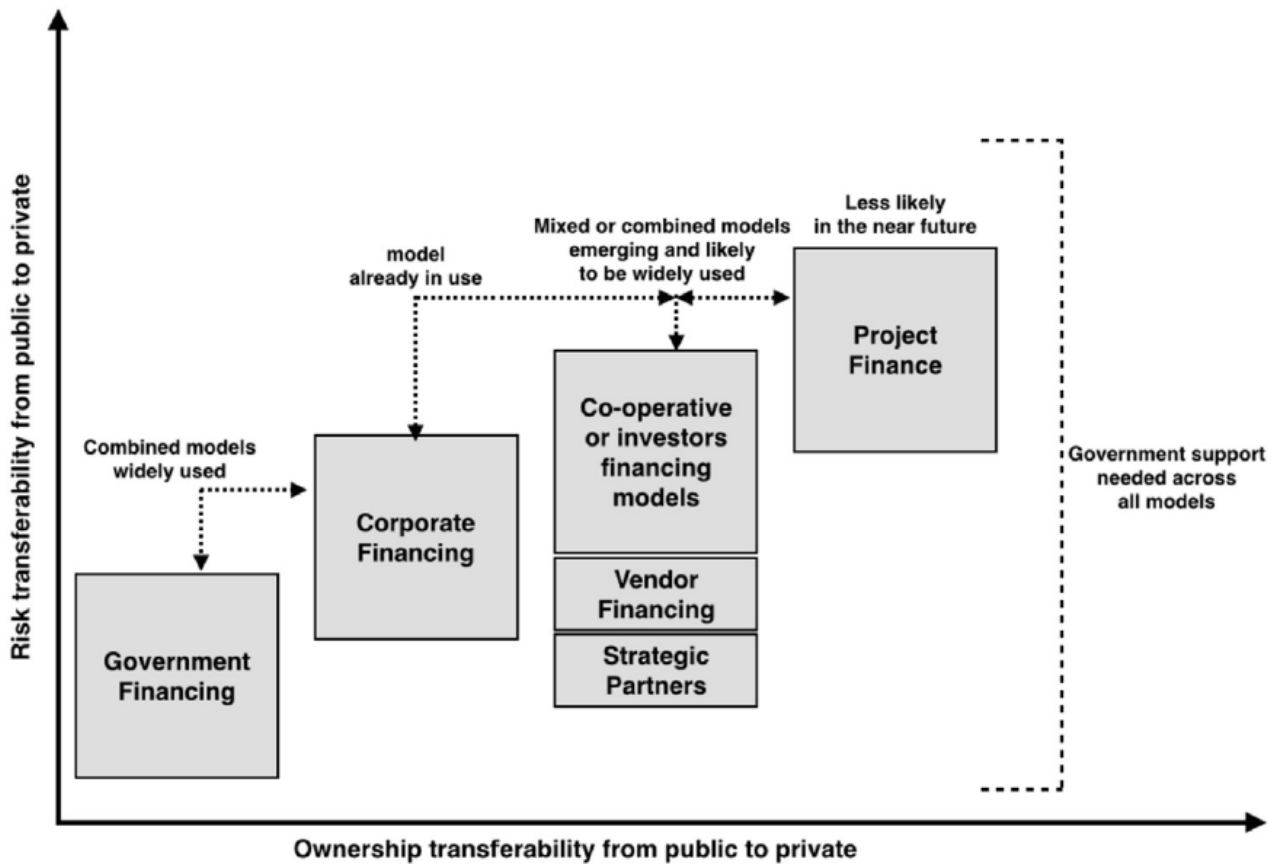 Risk transferability from public to private
Less likely
in the near future
Mixed or combined models
emerging and likely
to be widely used
model
already in use
Project
Finance
Co-operative
or investors
financing
models
Combined models
widely used
Government support
needed across
all models
Corporate
Financing
Vendor
Financing
Government
Financing
Strategic
Partners
Ownership transferability from public to private